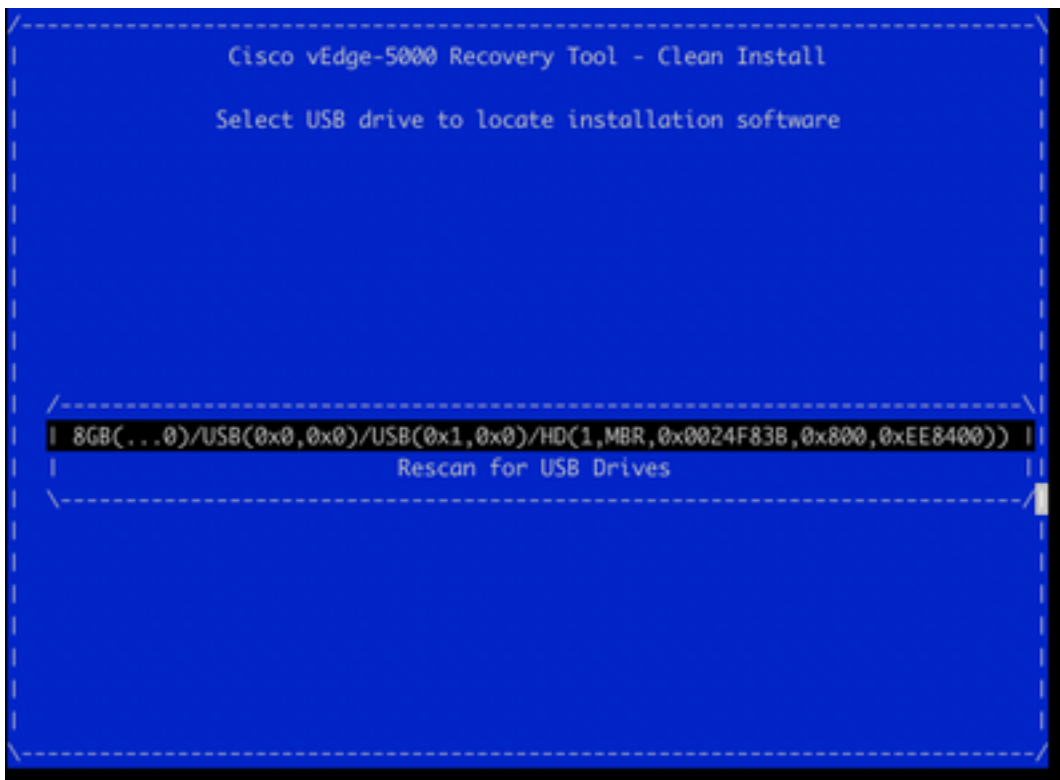 Cisco vEdge-5000 Recovery Tool - Clean Install
Select USB drive to locate installation software
8GB(...0)/USB(0x0,0x0)/USB(0x1,0x0)/HD(1,MBR,0x0024F83B,0x800,0xEE8400))
Rescan for USB Drives